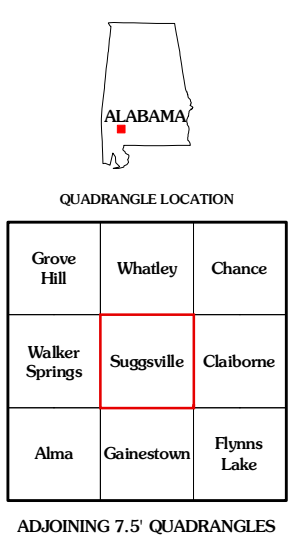 ALABAMA
QUADRANGLE LOCATION
Grove
Hill
Whatley
Chance
Walker
Springs
Suggsville
Claiborne
Alma
Gainestown
Flynns
Lake
ADJOINING 7.5' QUADRANGLES